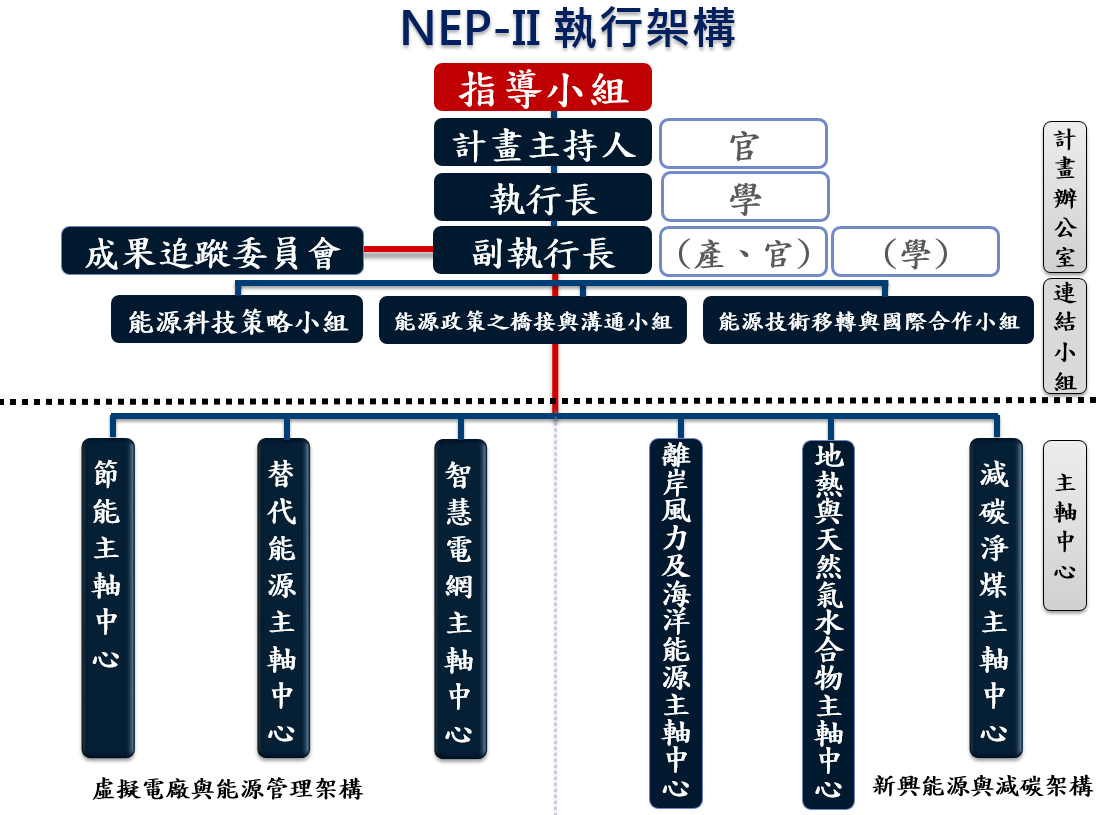 NEP-II 執行架構
指導小組
計畫主持人
官
執行長
學
成果追蹤委員會
副執行長
（產、官）
（學）
計畫辦公室
能源科技策略小組
能源政策之橋接與溝通小組
能源技術移轉與國際合作小組
連結小組
節能主軸中心
替代能源主軸中心
智慧電網主軸中心
離岸風力及海洋能源主軸中心
地熱與天然氣水合物主軸中心
減碳淨煤主軸中心
主軸中心
虛擬電廠與能源管理架構
新興能源與減碳架構